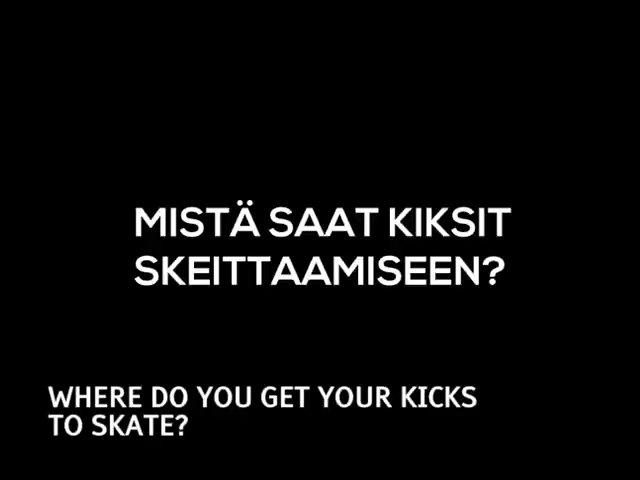 MISTÄ SAAT KIKSIT
SKEITTAAMISEEN?
WHERE DO YOU GET YOUR KICKS
TO SKATE?